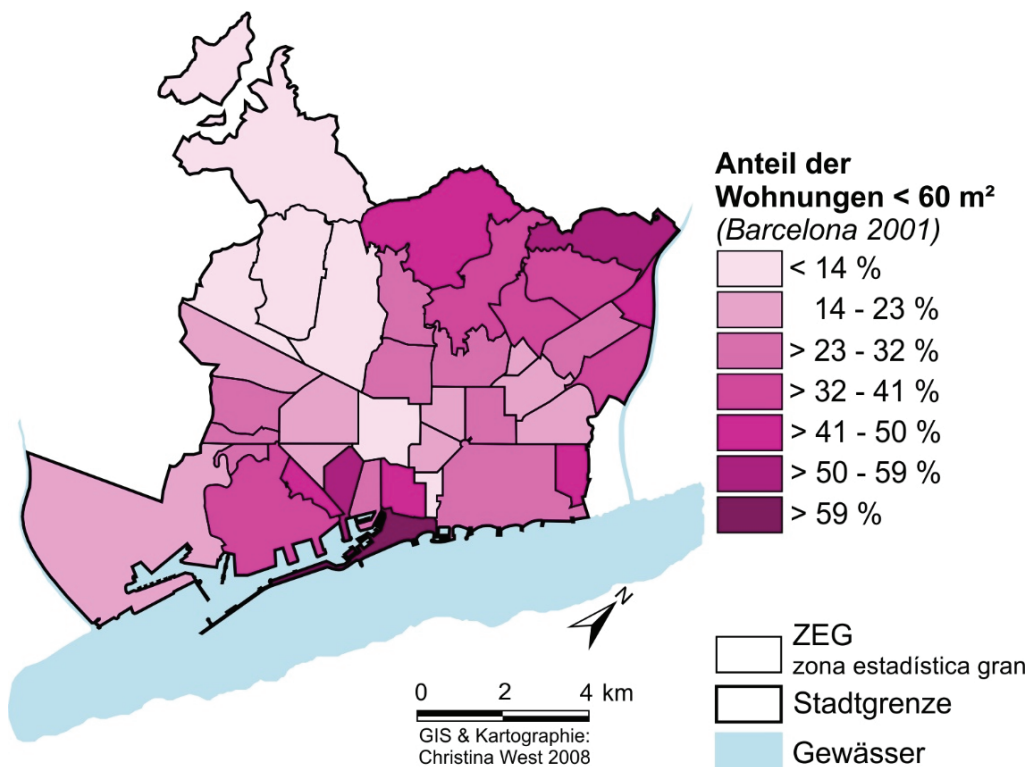 Anteil der
Wohnungen < 60 m²
(Barcelona 2001)
< 14 %
14 - 23 %
> 23 - 32 %
> 32 - 41 %
> 41 - 50 %
> 50 - 59 %
> 59 %
N
ZEG
zona estadística gran
Stadtgrenze
Gewässer
0 2 4 km
GIS & Kartographie:
Christina West 2008